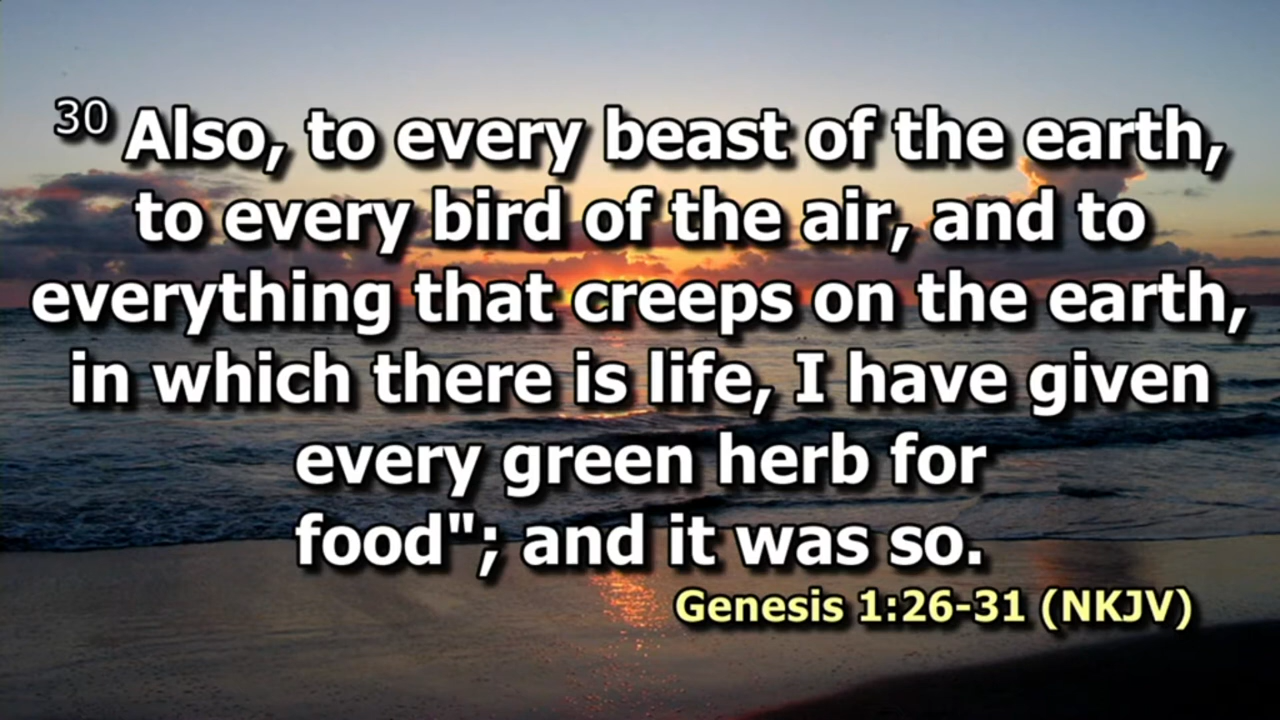 30 Also, to every beast of the earth,
to every bird of the air, and to
everything that creeps on the earth,
in which there is life, I have given
every green herb for
food"; and it was so.
Genesis 1:26-31 (NKJV)